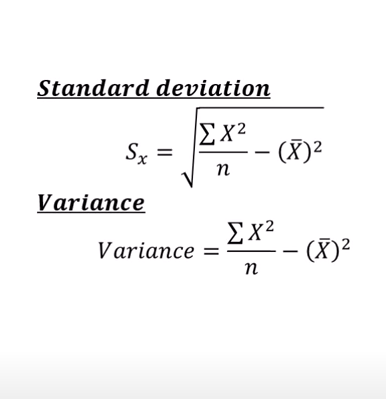 Standard deviation
Sₓ = √(∑ X² / n − (X̄)²)
Variance
Variance = ∑ X² / n − (X̄)²